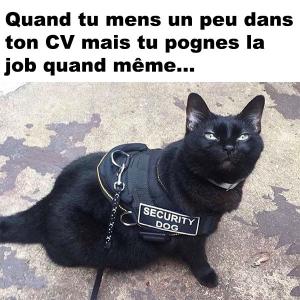 Quand tu mens un peu dans
ton CV mais tu pognes la
job quand même...
SECURITY
DOG